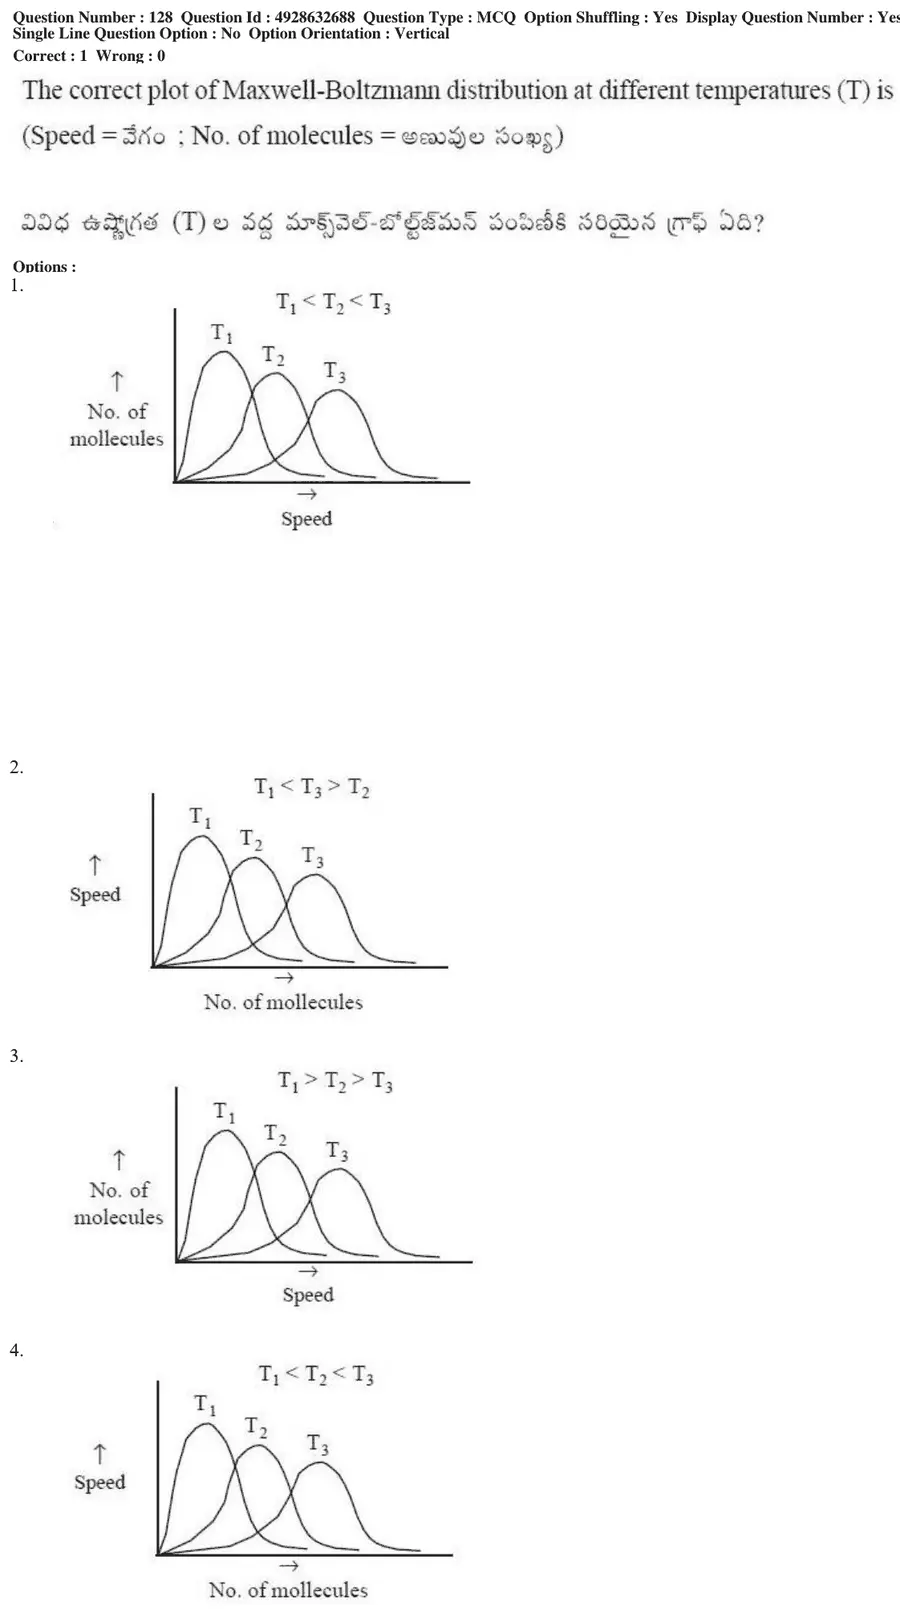 Question Number : 128 Question Id : 4928632688 Question Type : MCQ Option Shuffling : Yes Display Question Number : Yes
Single Line Question Option : No Option Orientation : Vertical
Correct : 1 Wrong : 0
The correct plot of Maxwell-Boltzmann distribution at different temperatures (T) is
(Speed = వేగం ; No. of molecules = అణువుల సంఖ్య)
వివిధ ఉష్ణోగ్రత (T) ల వద్ద మాక్స్‌వెల్-బోల్ట్‌జ్‌మన్ పంపిణీకి సరియైన గ్రాఫ్ ఏది?
Options :
1.
T₁ < T₂ < T₃
T₁
T₂
T₃
↑
No. of
mollecules
→
Speed
2.
T₁ < T₃ > T₂
T₁
T₂
T₃
↑
Speed
→
No. of mollecules
3.
T₁ > T₂ > T₃
T₁
T₂
T₃
↑
No. of
mollecules
→
Speed
4.
T₁ < T₂ < T₃
T₁
T₂
T₃
↑
Speed
→
No. of mollecules